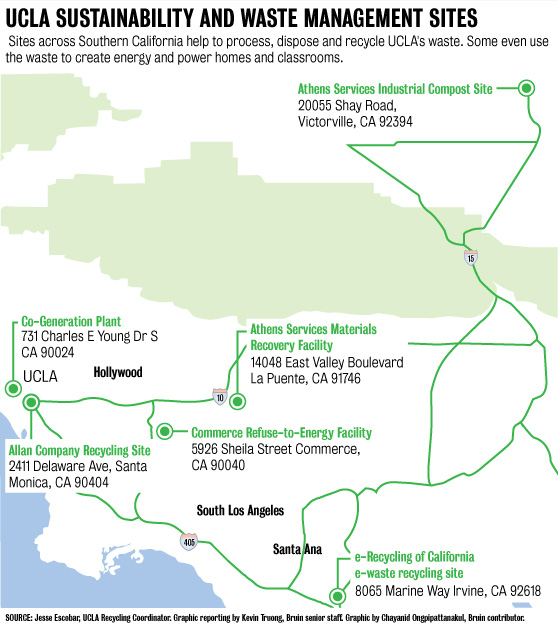 UCLA SUSTAINABILITY AND WASTE MANAGEMENT SITES
Sites across Southern California help to process, dispose and recycle UCLA's waste. Some even use
the waste to create energy and power homes and classrooms.
Athens Services Industrial Compost Site
20055 Shay Road,
Victorville, CA 92394
15
Co-Generation Plant
731 Charles E Young Dr S
CA 90024
UCLA
Hollywood
Athens Services Materials
Recovery Facility
14048 East Valley Boulevard
La Puente, CA 91746
10
Allan Company Recycling Site
2411 Delaware Ave, Santa
Monica, CA 90404
Commerce Refuse-to-Energy Facility
5926 Sheila Street Commerce,
CA 90040
South Los Angeles
405
Santa Ana
e-Recycling of California
e-waste recycling site
8065 Marine Way Irvine, CA 92618
SOURCE: Jesse Escobar, UCLA Recycling Coordinator. Graphic reporting by Kevin Truong, Bruin senior staff. Graphic by Chayanid Ongpipattanakul, Bruin contributor.